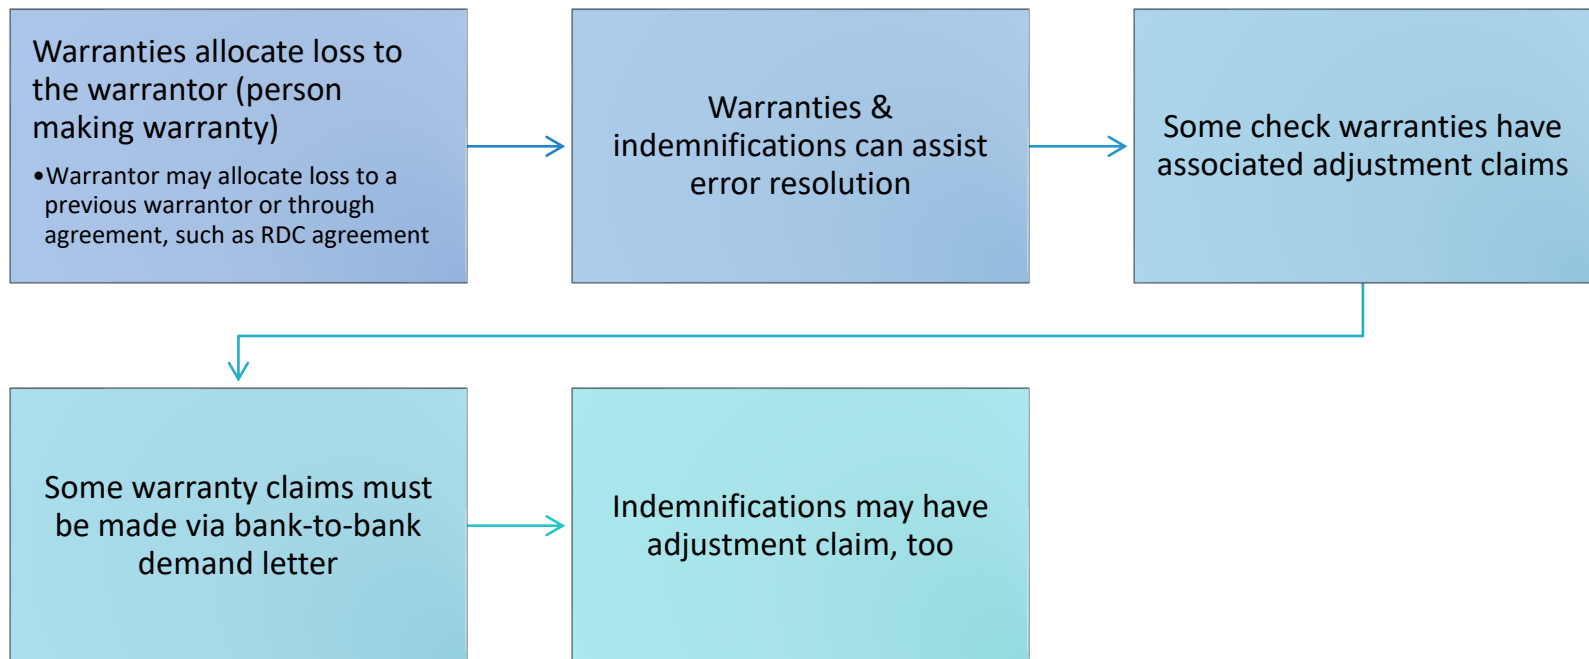 Warranties allocate loss to
the warrantor (person
making warranty)
•Warrantor may allocate loss to a
previous warrantor or through
agreement, such as RDC agreement
Warranties &
indemnifications can assist
error resolution
Some check warranties have
associated adjustment claims
Some warranty claims must
be made via bank-to-bank
demand letter
Indemnifications may have
adjustment claim, too